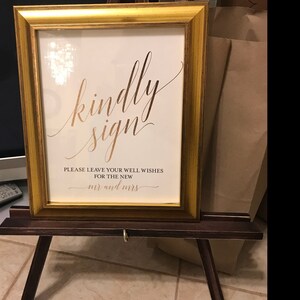 kindly
sign
PLEASE LEAVE YOUR WELL WISHES
FOR THE NEW
mr and mrs